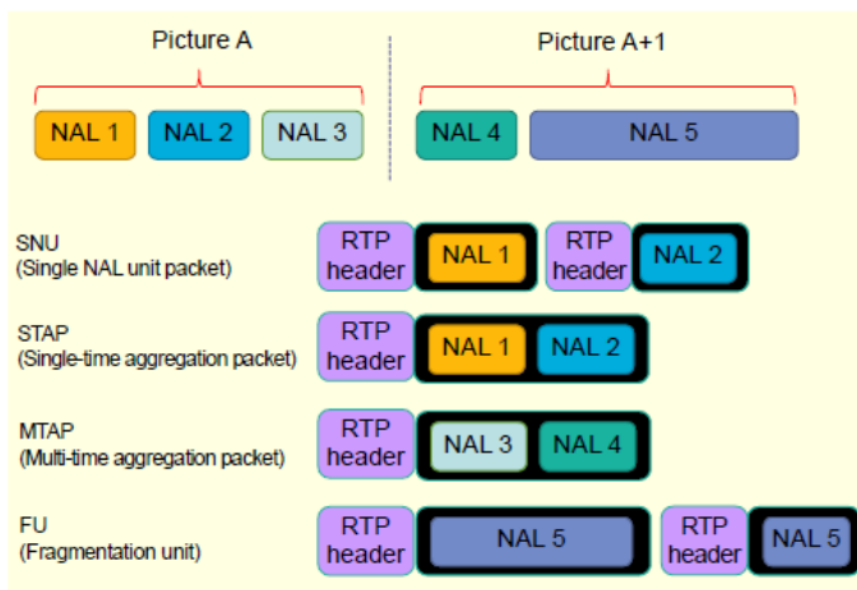 Picture A
Picture A+1
NAL 1
NAL 2
NAL 3
NAL 4
NAL 5
SNU
(Single NAL unit packet)
RTP
header
NAL 1
RTP
header
NAL 2
STAP
(Single-time aggregation packet)
RTP
header
NAL 1
NAL 2
MTAP
(Multi-time aggregation packet)
RTP
header
NAL 3
NAL 4
FU
(Fragmentation unit)
RTP
header
NAL 5
RTP
header
NAL 5